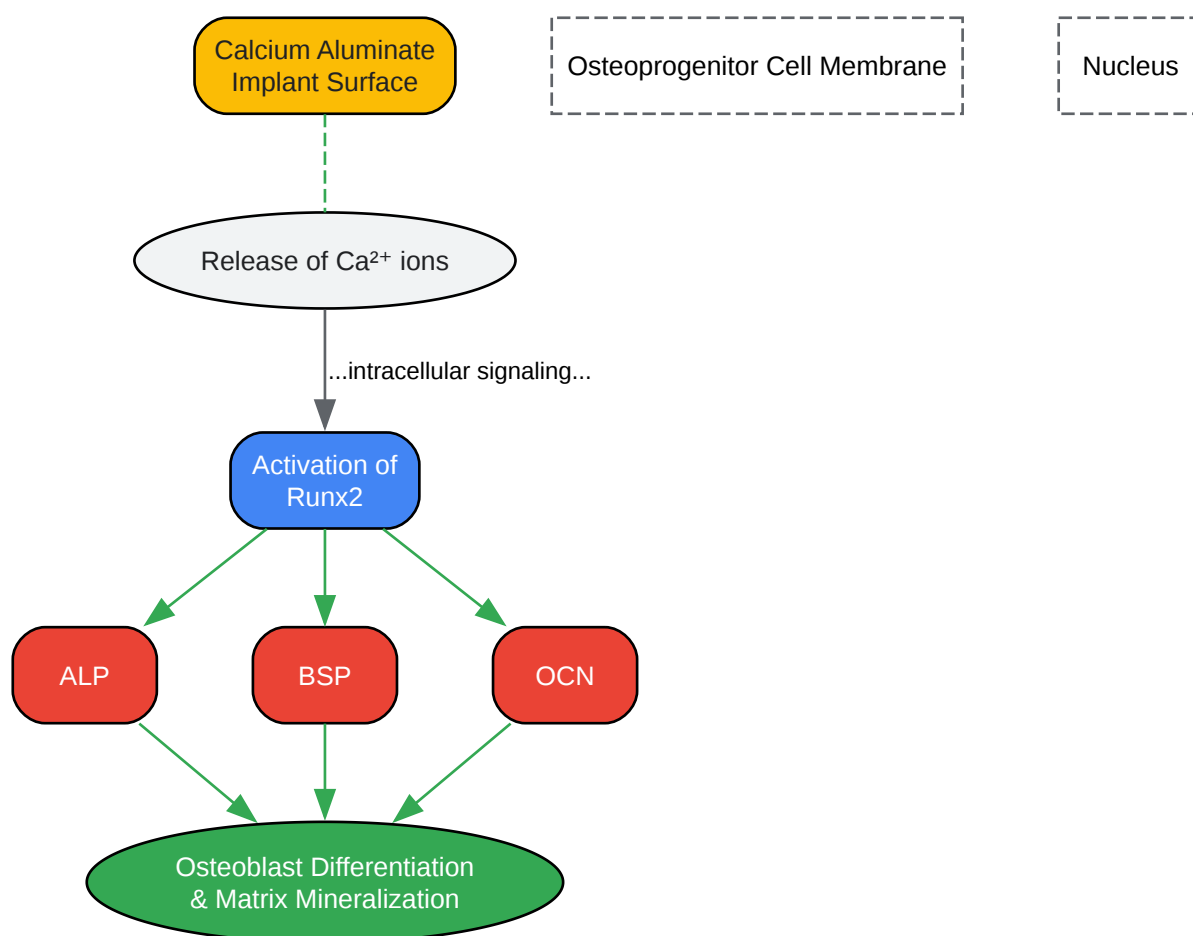 Calcium Aluminate
Implant Surface
Osteoprogenitor Cell Membrane
Nucleus
Release of Ca²⁺ ions
...intracellular signaling...
Activation of
Runx2
ALP
BSP
OCN
Osteoblast Differentiation
& Matrix Mineralization